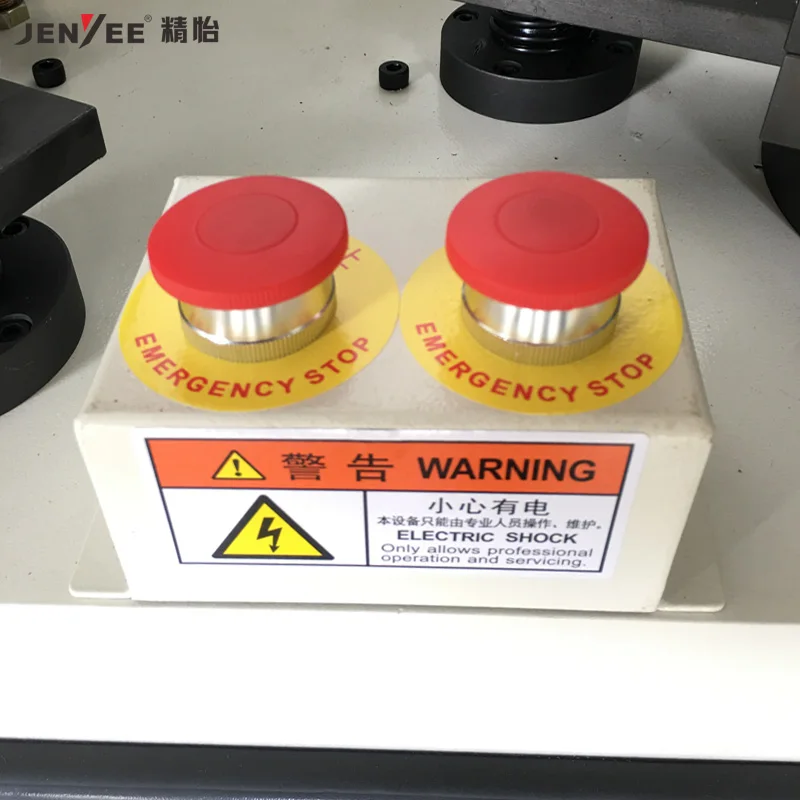 JENYEE® 精怡
EMERGENCY STOP
EMERGENCY STOP
警告 WARNING
小心有电
本设备只能由专业人员操作、维护。
ELECTRIC SHOCK
Only allows professional
operation and servicing.